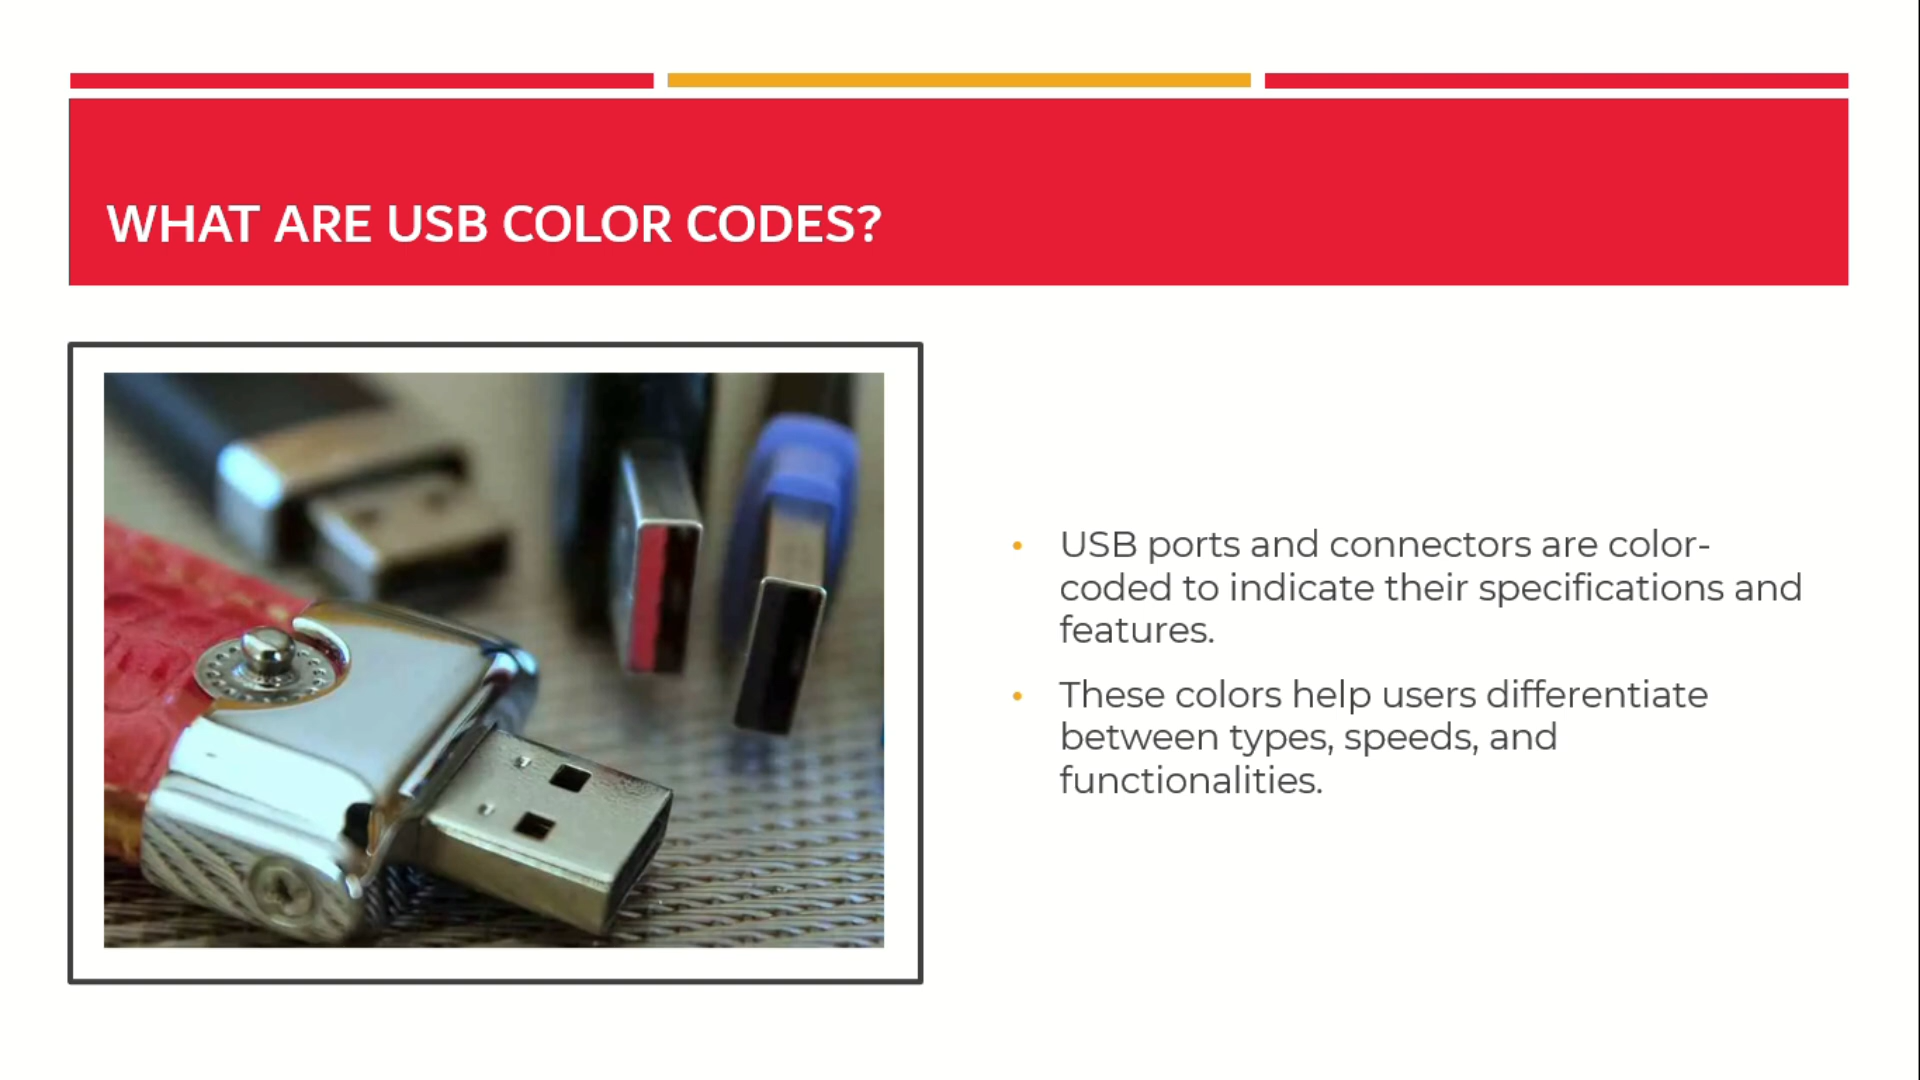 WHAT ARE USB COLOR CODES?
• USB ports and connectors are color-
coded to indicate their specifications and
features.
• These colors help users differentiate
between types, speeds, and
functionalities.